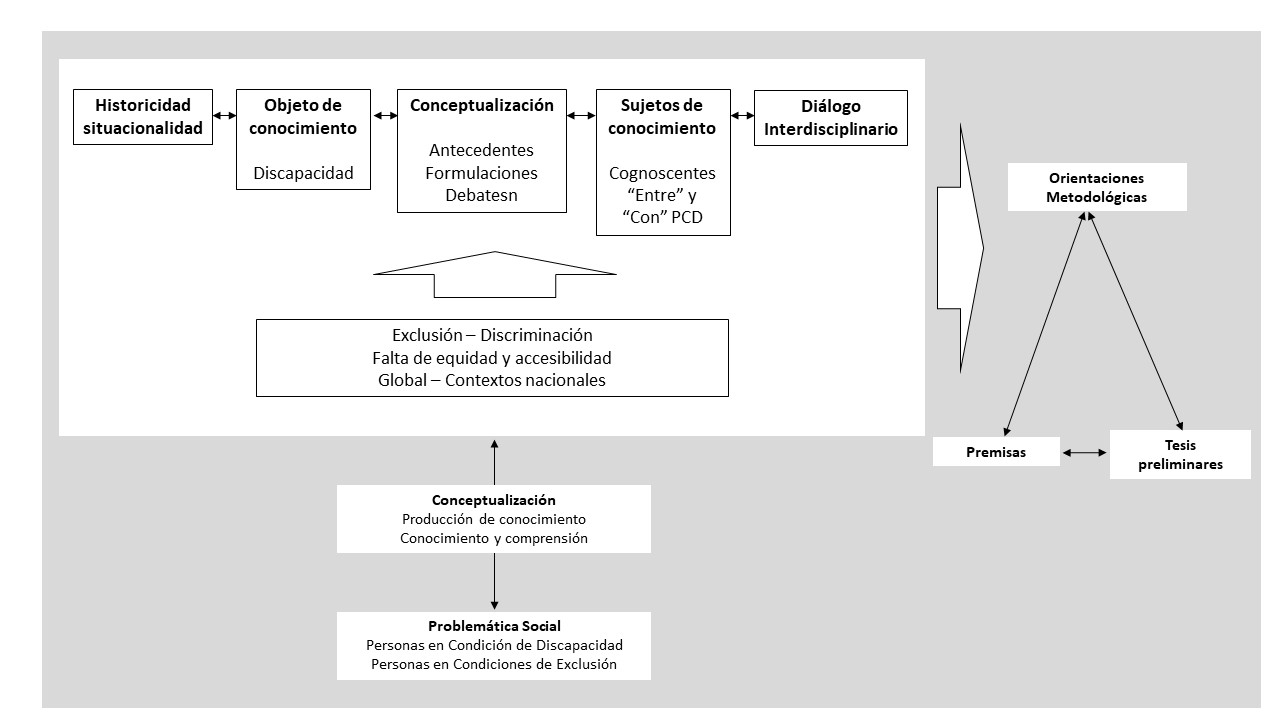 Historicidad
situacionalidad
Objeto de
conocimiento
Discapacidad
Conceptualización
Antecedentes
Formulaciones
Debatesn
Sujetos de
conocimiento
Cognoscentes
“Entre” y
“Con” PCD
Diálogo
Interdisciplinario
Exclusión – Discriminación
Falta de equidad y accesibilidad
Global – Contextos nacionales
Orientaciones
Metodológicas
Premisas
Tesis
preliminares
Conceptualización
Producción de conocimiento
Conocimiento y comprensión
Problemática Social
Personas en Condición de Discapacidad
Personas en Condiciones de Exclusión